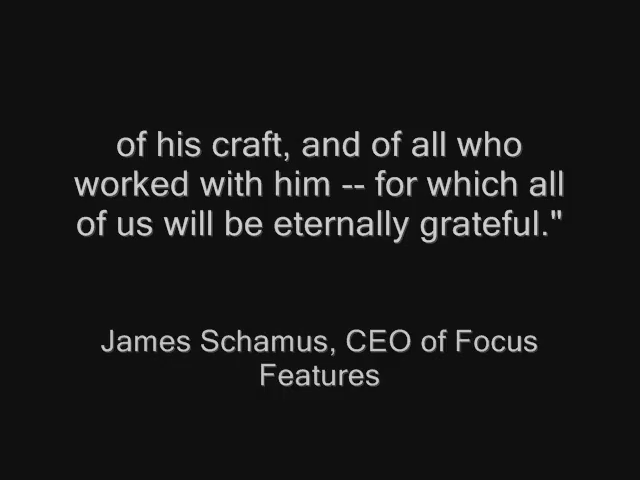 of his craft, and of all who
worked with him -- for which all
of us will be eternally grateful."
James Schamus, CEO of Focus
Features